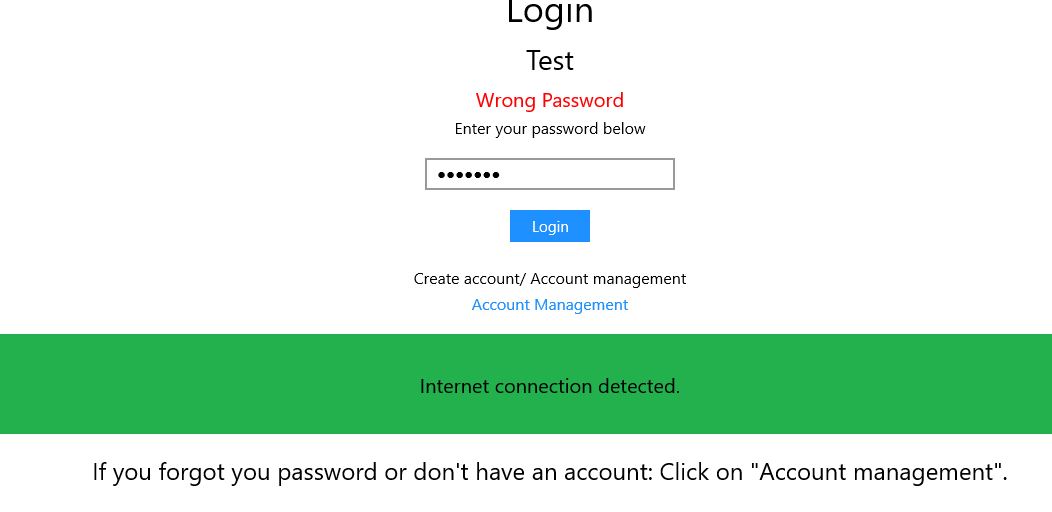 Login
Test
Wrong Password
Enter your password below
•••••••
Login
Create account/ Account management
Account Management
Internet connection detected.
If you forgot you password or don't have an account: Click on "Account management".